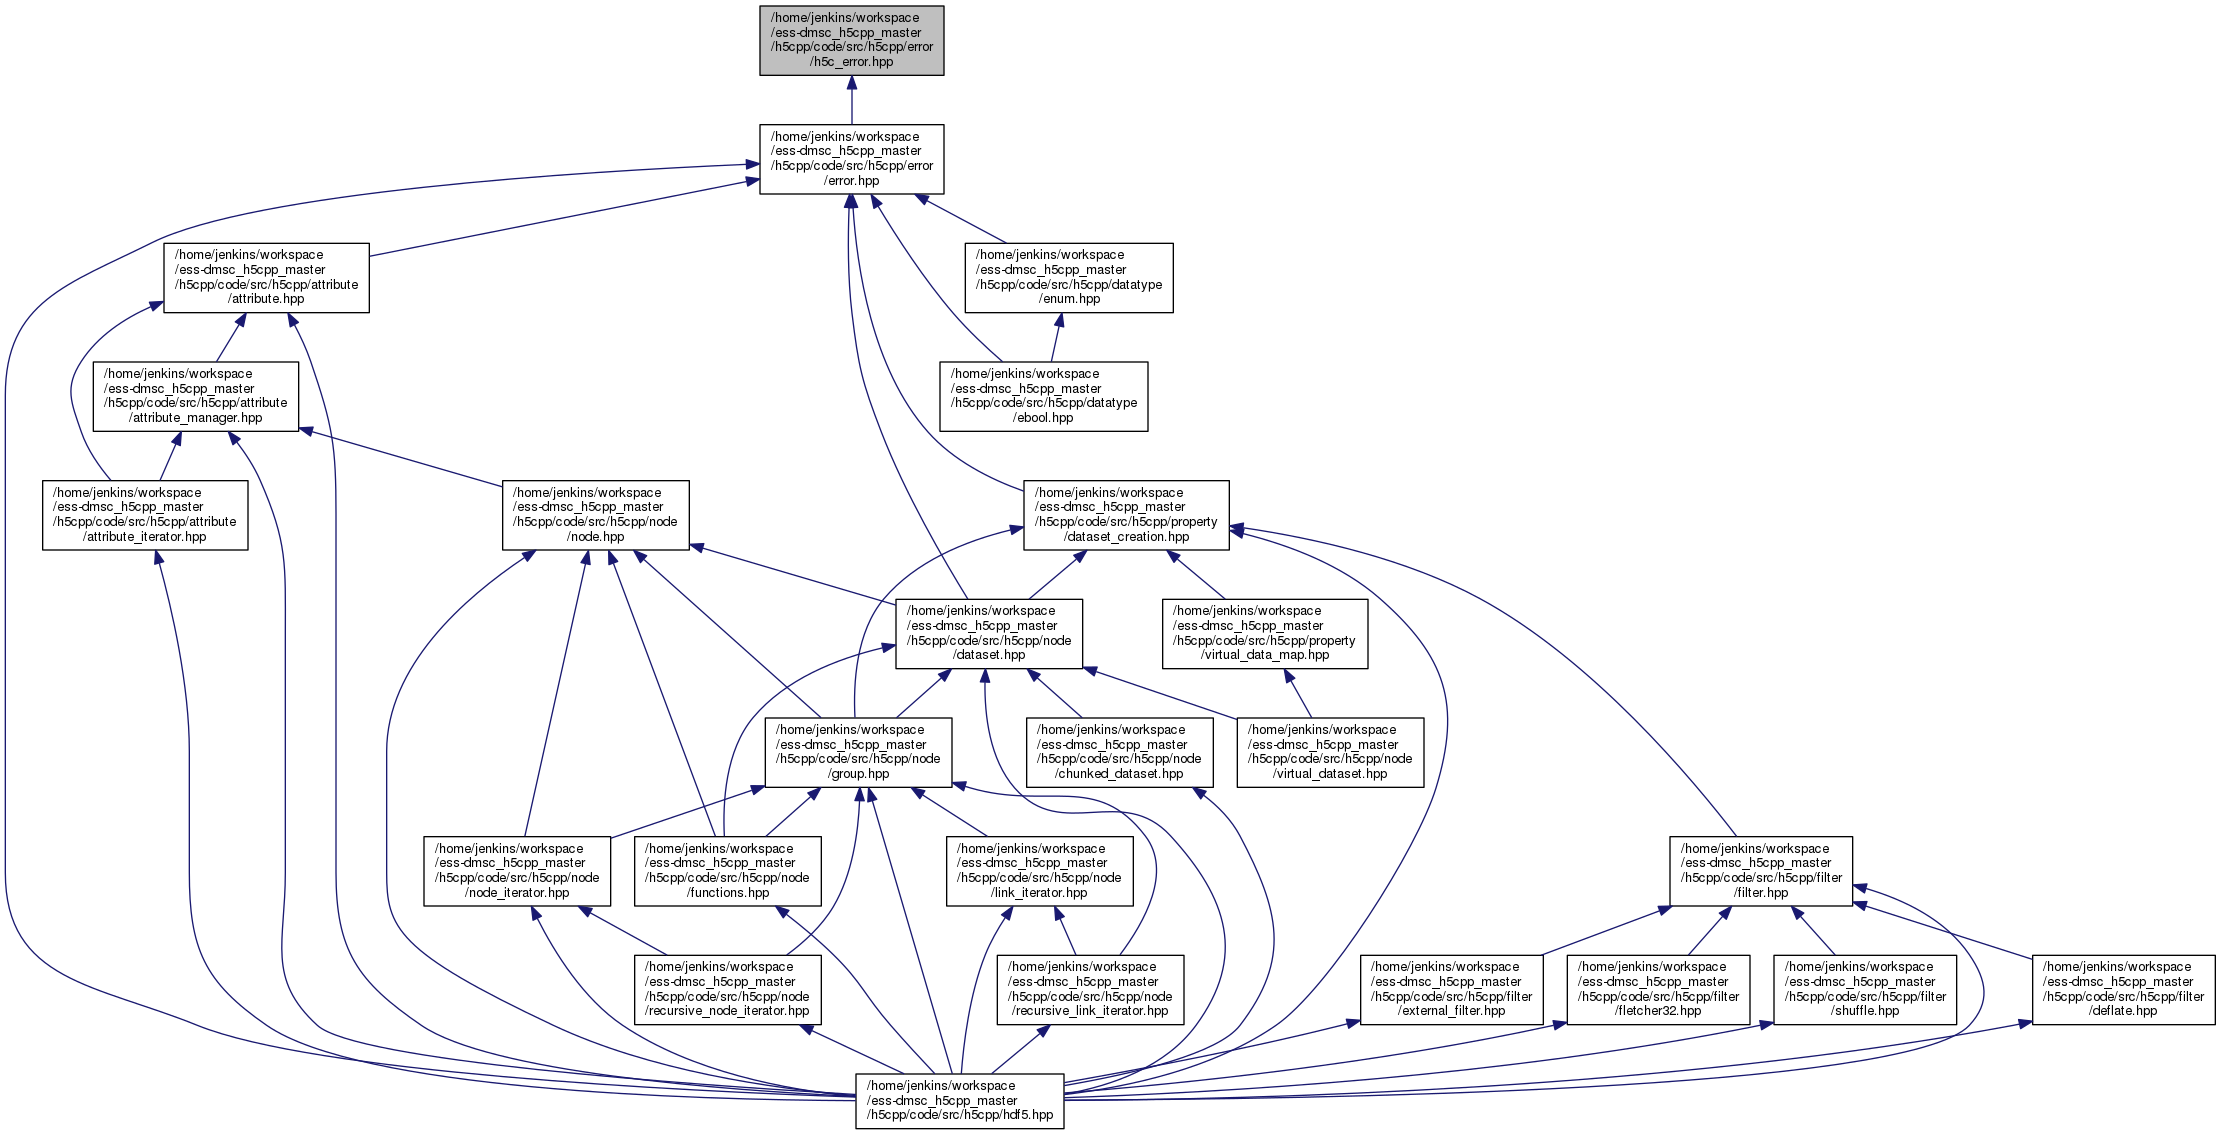 /home/jenkins/workspace
/ess-dmsc_h5cpp_master
/h5cpp/code/src/h5cpp/error
/h5c_error.hpp
/home/jenkins/workspace
/ess-dmsc_h5cpp_master
/h5cpp/code/src/h5cpp/error
/error.hpp
/home/jenkins/workspace
/ess-dmsc_h5cpp_master
/h5cpp/code/src/h5cpp/attribute
/attribute.hpp
/home/jenkins/workspace
/ess-dmsc_h5cpp_master
/h5cpp/code/src/h5cpp/datatype
/enum.hpp
/home/jenkins/workspace
/ess-dmsc_h5cpp_master
/h5cpp/code/src/h5cpp/attribute
/attribute_manager.hpp
/home/jenkins/workspace
/ess-dmsc_h5cpp_master
/h5cpp/code/src/h5cpp/datatype
/ebool.hpp
/home/jenkins/workspace
/ess-dmsc_h5cpp_master
/h5cpp/code/src/h5cpp/attribute
/attribute_iterator.hpp
/home/jenkins/workspace
/ess-dmsc_h5cpp_master
/h5cpp/code/src/h5cpp/node
/node.hpp
/home/jenkins/workspace
/ess-dmsc_h5cpp_master
/h5cpp/code/src/h5cpp/property
/dataset_creation.hpp
/home/jenkins/workspace
/ess-dmsc_h5cpp_master
/h5cpp/code/src/h5cpp/node
/dataset.hpp
/home/jenkins/workspace
/ess-dmsc_h5cpp_master
/h5cpp/code/src/h5cpp/property
/virtual_data_map.hpp
/home/jenkins/workspace
/ess-dmsc_h5cpp_master
/h5cpp/code/src/h5cpp/node
/group.hpp
/home/jenkins/workspace
/ess-dmsc_h5cpp_master
/h5cpp/code/src/h5cpp/node
/chunked_dataset.hpp
/home/jenkins/workspace
/ess-dmsc_h5cpp_master
/h5cpp/code/src/h5cpp/node
/virtual_dataset.hpp
/home/jenkins/workspace
/ess-dmsc_h5cpp_master
/h5cpp/code/src/h5cpp/node
/node_iterator.hpp
/home/jenkins/workspace
/ess-dmsc_h5cpp_master
/h5cpp/code/src/h5cpp/node
/functions.hpp
/home/jenkins/workspace
/ess-dmsc_h5cpp_master
/h5cpp/code/src/h5cpp/node
/link_iterator.hpp
/home/jenkins/workspace
/ess-dmsc_h5cpp_master
/h5cpp/code/src/h5cpp/filter
/filter.hpp
/home/jenkins/workspace
/ess-dmsc_h5cpp_master
/h5cpp/code/src/h5cpp/node
/recursive_node_iterator.hpp
/home/jenkins/workspace
/ess-dmsc_h5cpp_master
/h5cpp/code/src/h5cpp/node
/recursive_link_iterator.hpp
/home/jenkins/workspace
/ess-dmsc_h5cpp_master
/h5cpp/code/src/h5cpp/filter
/external_filter.hpp
/home/jenkins/workspace
/ess-dmsc_h5cpp_master
/h5cpp/code/src/h5cpp/filter
/fletcher32.hpp
/home/jenkins/workspace
/ess-dmsc_h5cpp_master
/h5cpp/code/src/h5cpp/filter
/shuffle.hpp
/home/jenkins/workspace
/ess-dmsc_h5cpp_master
/h5cpp/code/src/h5cpp/filter
/deflate.hpp
/home/jenkins/workspace
/ess-dmsc_h5cpp_master
/h5cpp/code/src/h5cpp/hdf5.hpp